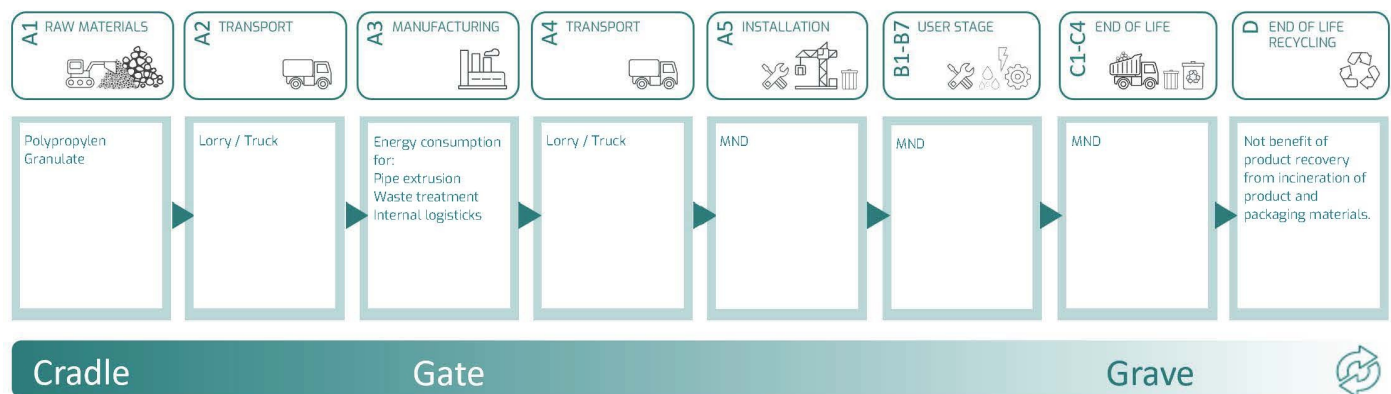 A1 RAW MATERIALS
A2 TRANSPORT
A3 MANUFACTURING
A4 TRANSPORT
A5 INSTALLATION
B1-B7 USER STAGE
C1-C4 END OF LIFE
D END OF LIFE
RECYCLING
Polypropylen
Granulate
Lorry / Truck
Energy consumption
for:
Pipe extrusion
Waste treatment
Internal logisticks
Lorry / Truck
MND
MND
MND
Not benefit of
product recovery
from incineration of
product and
packaging materials.
Cradle
Gate
Grave